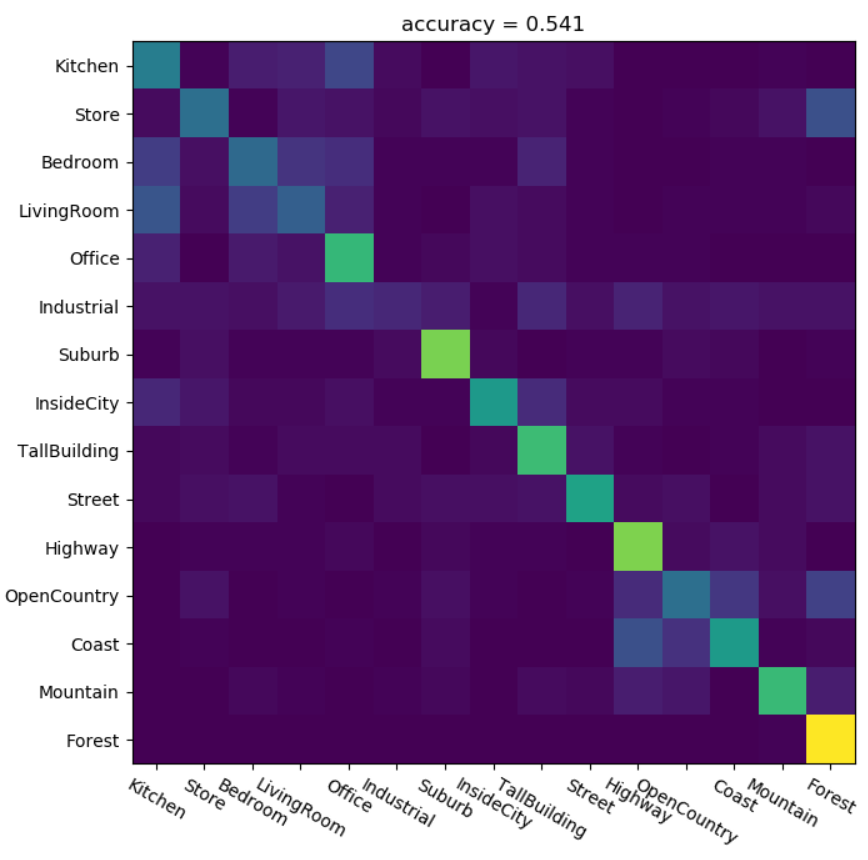 accuracy = 0.541
Kitchen
Store
Bedroom
LivingRoom
Office
Industrial
Suburb
InsideCity
TallBuilding
Street
Highway
OpenCountry
Coast
Mountain
Forest
Kitchen
Store
Bedroom
LivingRoom
Office
Industrial
Suburb
InsideCity
TallBuilding
Street
Highway
OpenCountry
Coast
Mountain
Forest